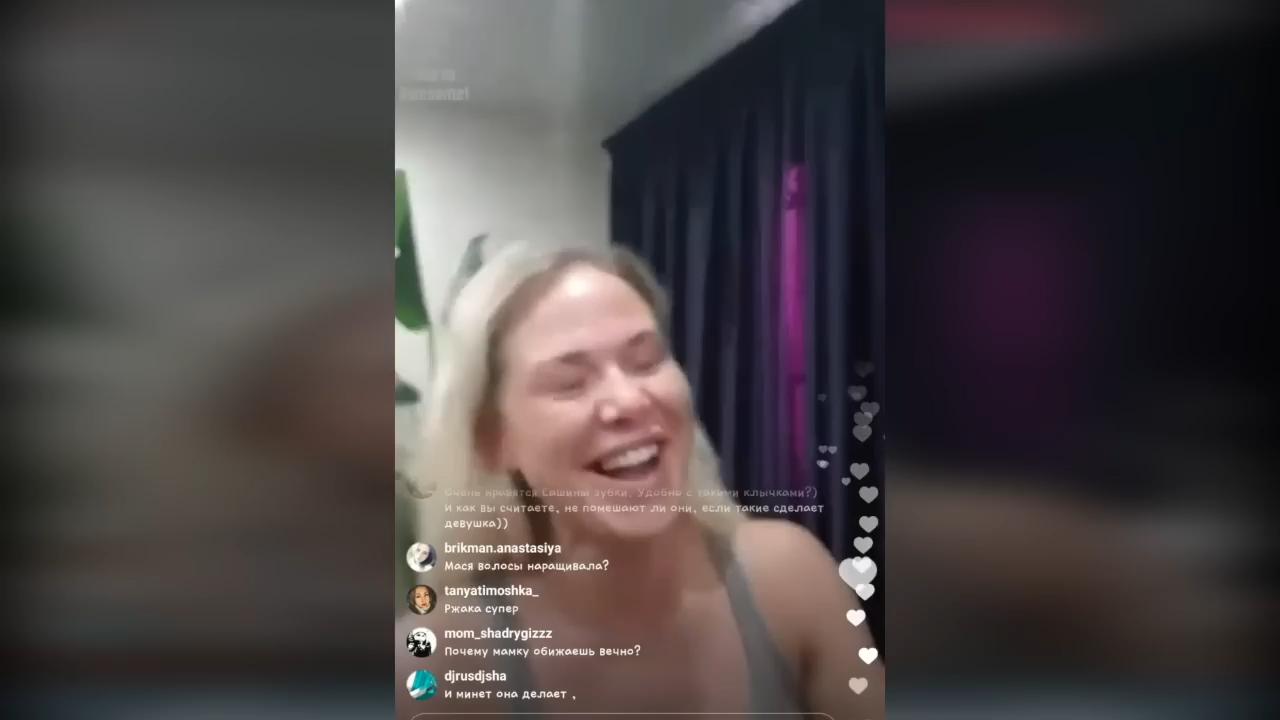 Очень нравятся Сашины зубки. Удобно с такими клычками?)
И как вы считаете, не помешают ли они, если такие сделает
девушка))
brikman.anastasiya
Мася волосы наращивала?
tanyatimoshka_
Ржака супер
mom_shadrygizzz
Почему мамку обижаешь вечно?
djrusdjsha
И минет она делает ,